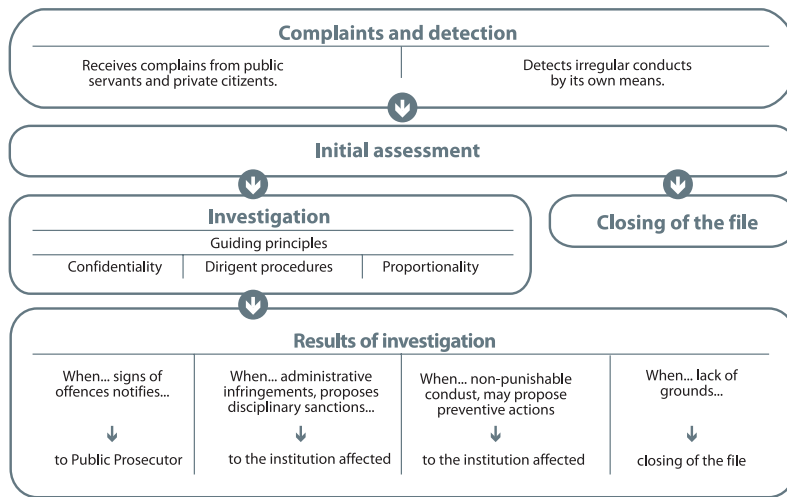 Complaints and detection
Receives complains from public
servants and private citizens.
Detects irregular conducts
by its own means.
Initial assessment
Investigation
Guiding principles
Confidentiality
Dirigent procedures
Proportionality
Closing of the file
Results of investigation
When... signs of
offences notifies...
to Public Prosecutor
When... administrative
infringements, proposes
disciplinary sanctions...
to the institution affected
When... non-punishable
condust, may propose
preventive actions
to the institution affected
When... lack of
grounds...
closing of the file